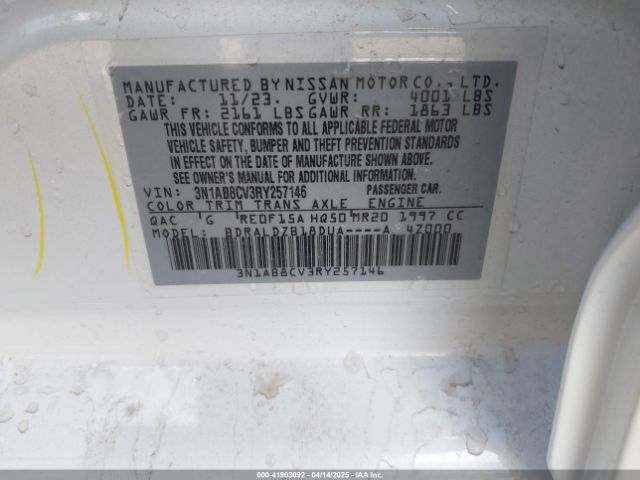 MANUFACTURED BY NISSAN MOTOR CO., LTD.
DATE: 11/23. GVWR: 4001 LBS
GAWR FR: 2161 LBS GAWR RR: 1863 LBS
THIS VEHICLE CONFORMS TO ALL APPLICABLE FEDERAL MOTOR
VEHICLE SAFETY, BUMPER AND THEFT PREVENTION STANDARDS
IN EFFECT ON THE DATE OF MANUFACTURE SHOWN ABOVE.
SEE OWNER'S MANUAL FOR ADDITIONAL INFORMATION.
VIN: 3N1AB8CV3RY257146 PASSENGER CAR.
COLOR TRIM TRANS AXLE ENGINE
QAC 'G 'RE0F15A HQ50 'MR20 1997 CC
MODEL: BDRALDZB18DUA----A 4Z000
3N1AB8CV3RY257146
000-41903092 04/14/2025 IAAI.COM